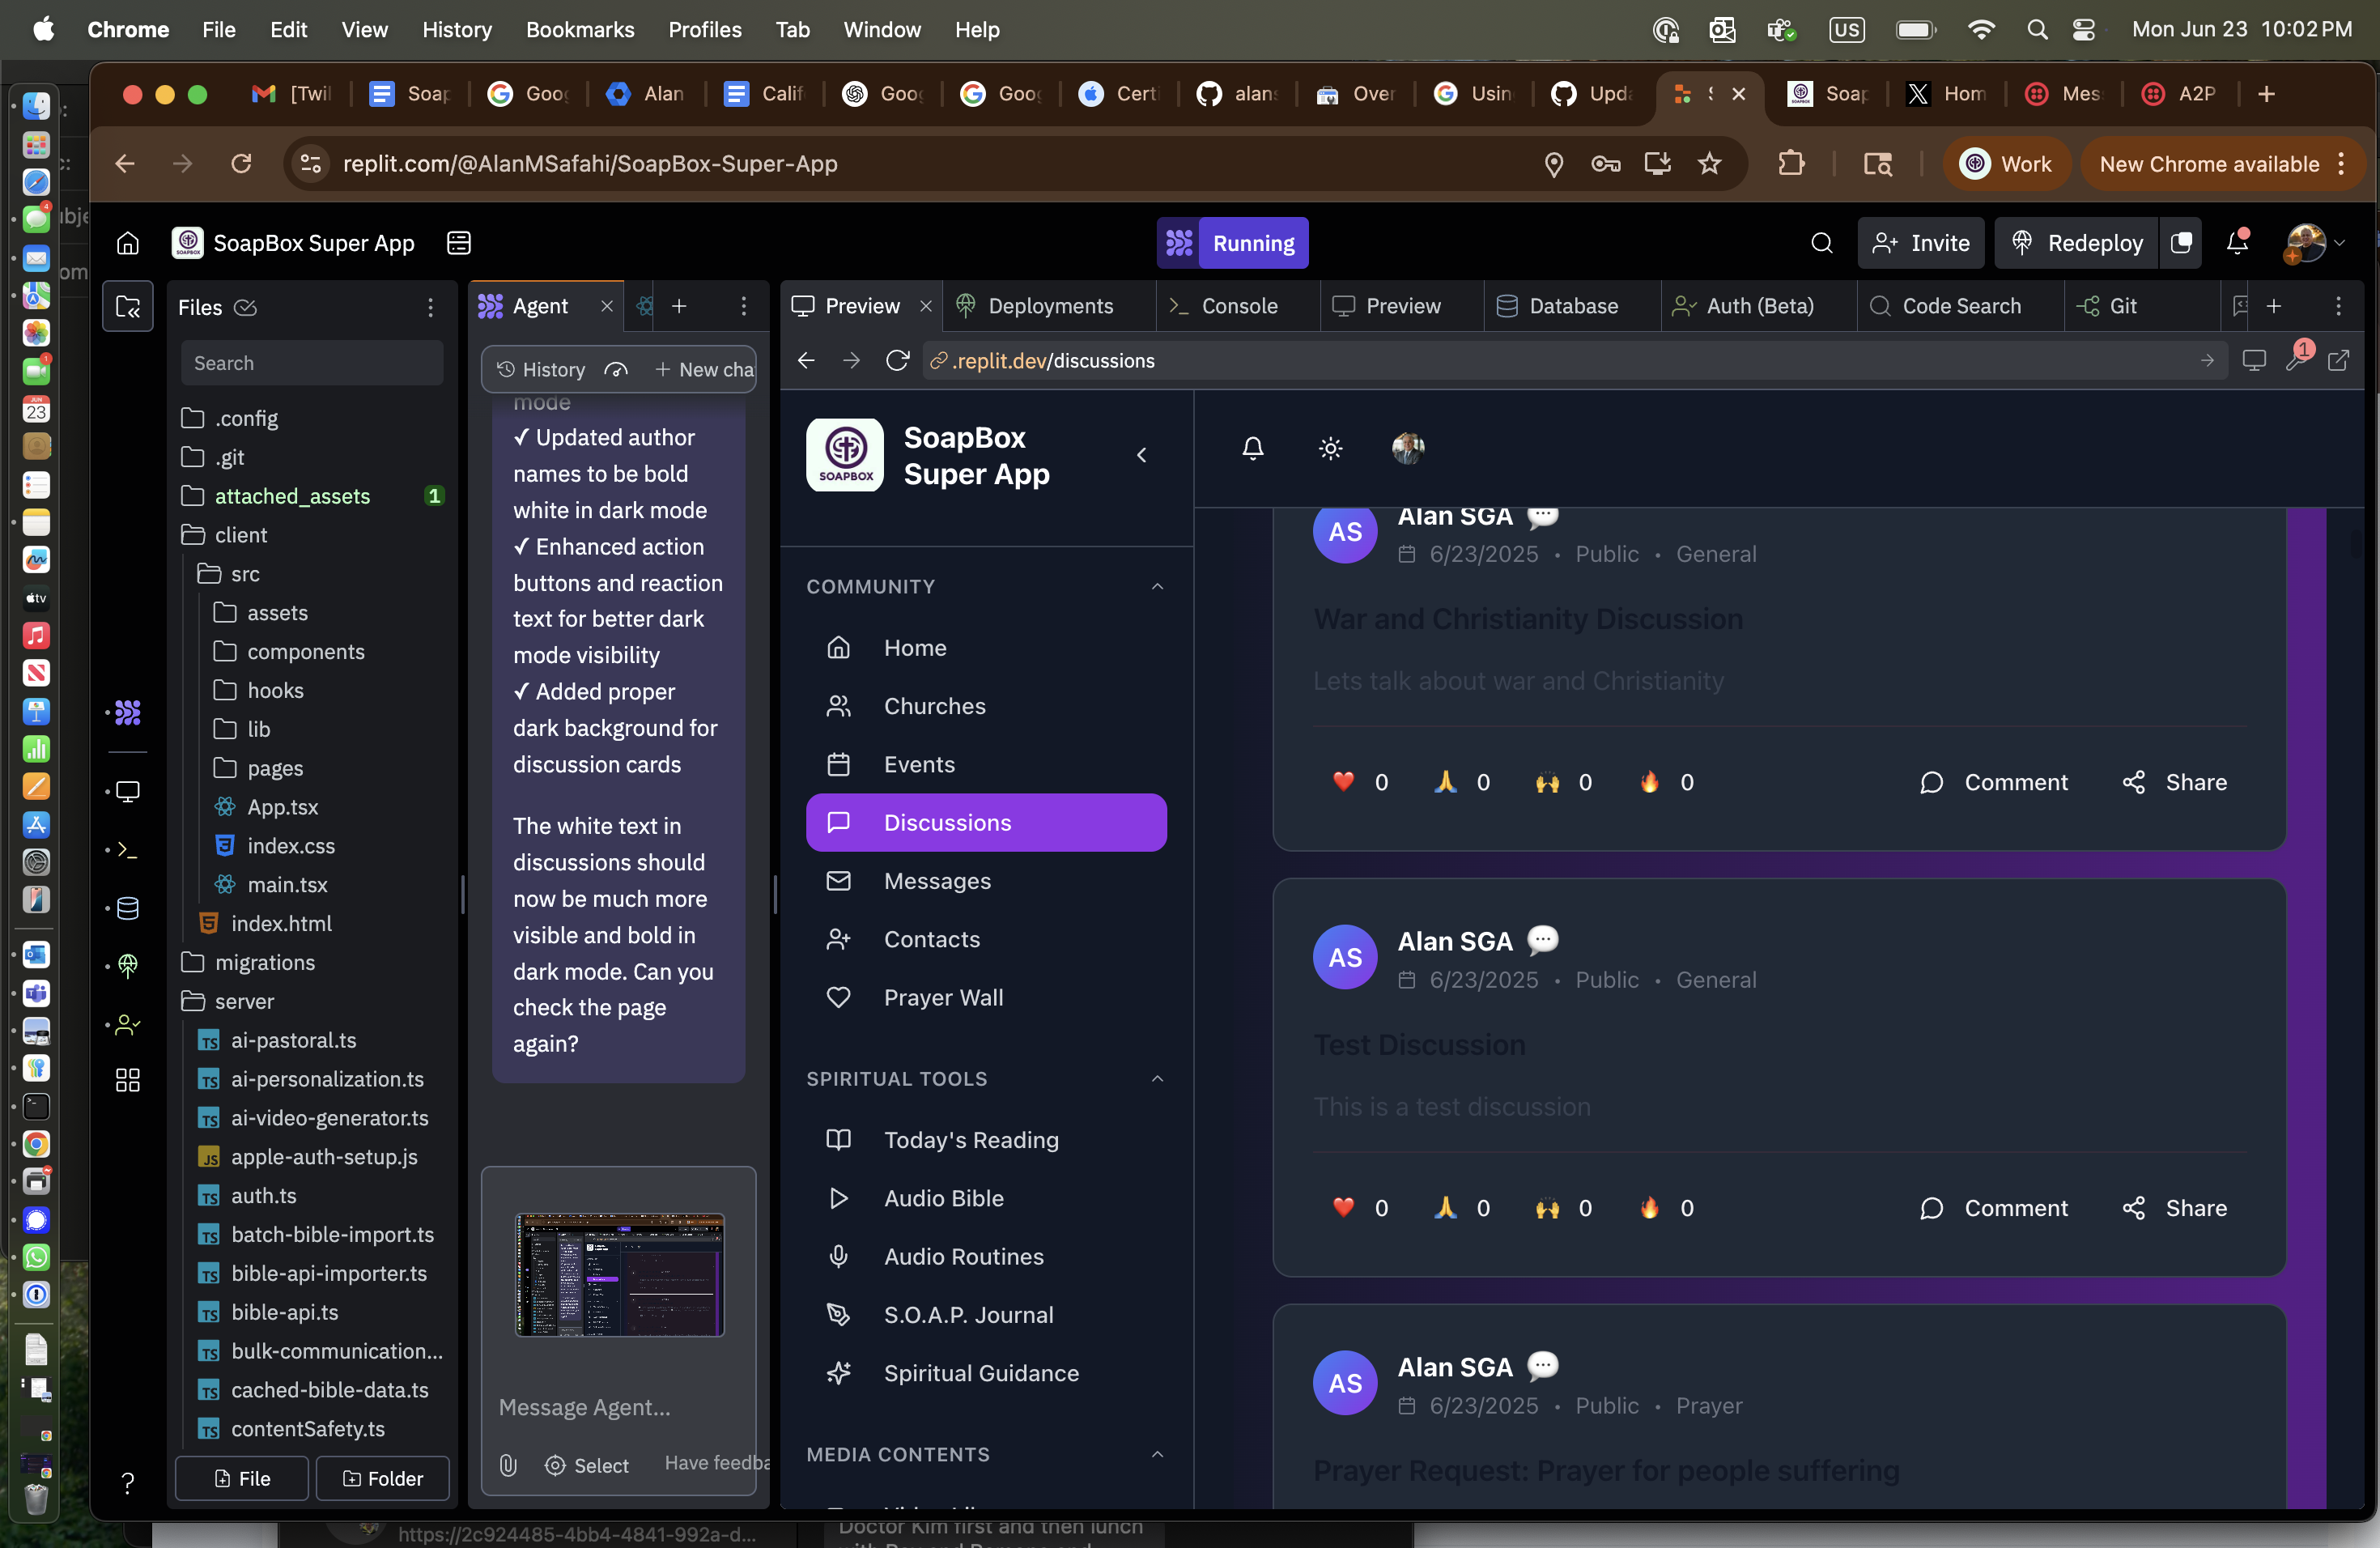 Chrome File Edit View History Bookmarks Profiles Tab Window Help
US Mon Jun 23 10:02 PM
[Twil Soap Goo Alan Calif Goo Goo Certi alans Over Usin Upda Soap Hom Mes A2P
replit.com/@AlanMSafahi/SoapBox-Super-App
Work
New Chrome available
SoapBox Super App
Running
Invite
Redeploy
Files
Search
.config
.git
attached_assets 1
client
src
assets
components
hooks
lib
pages
App.tsx
index.css
main.tsx
index.html
migrations
server
ai-pastoral.ts
ai-personalization.ts
ai-video-generator.ts
apple-auth-setup.js
auth.ts
batch-bible-import.ts
bible-api-importer.ts
bible-api.ts
bulk-communication...
cached-bible-data.ts
contentSafety.ts
File
Folder
Agent
History
New cha
mode
✓ Updated author
names to be bold
white in dark mode
✓ Enhanced action
buttons and reaction
text for better dark
mode visibility
✓ Added proper
dark background for
discussion cards
The white text in
discussions should
now be much more
visible and bold in
dark mode. Can you
check the page
again?
Message Agent...
Select
Have feedba
Preview Deployments Console Preview Database Auth (Beta) Code Search Git
.replit.dev/discussions
1
SOAPBOX
SoapBox
Super App
COMMUNITY
Home
Churches
Events
Discussions
Messages
Contacts
Prayer Wall
SPIRITUAL TOOLS
Today's Reading
Audio Bible
Audio Routines
S.O.A.P. Journal
Spiritual Guidance
MEDIA CONTENTS
AS
Alan SGA
6/23/2025 • Public • General
War and Christianity Discussion
Lets talk about war and Christianity
0 0 0 0 Comment Share
AS
Alan SGA
6/23/2025 • Public • General
Test Discussion
This is a test discussion
0 0 0 0 Comment Share
AS
Alan SGA
6/23/2025 • Public • Prayer
Prayer Request: Prayer for people suffering
https://2c924485-4bb4-4841-992a-d...
Doctor Kim first and then lunch